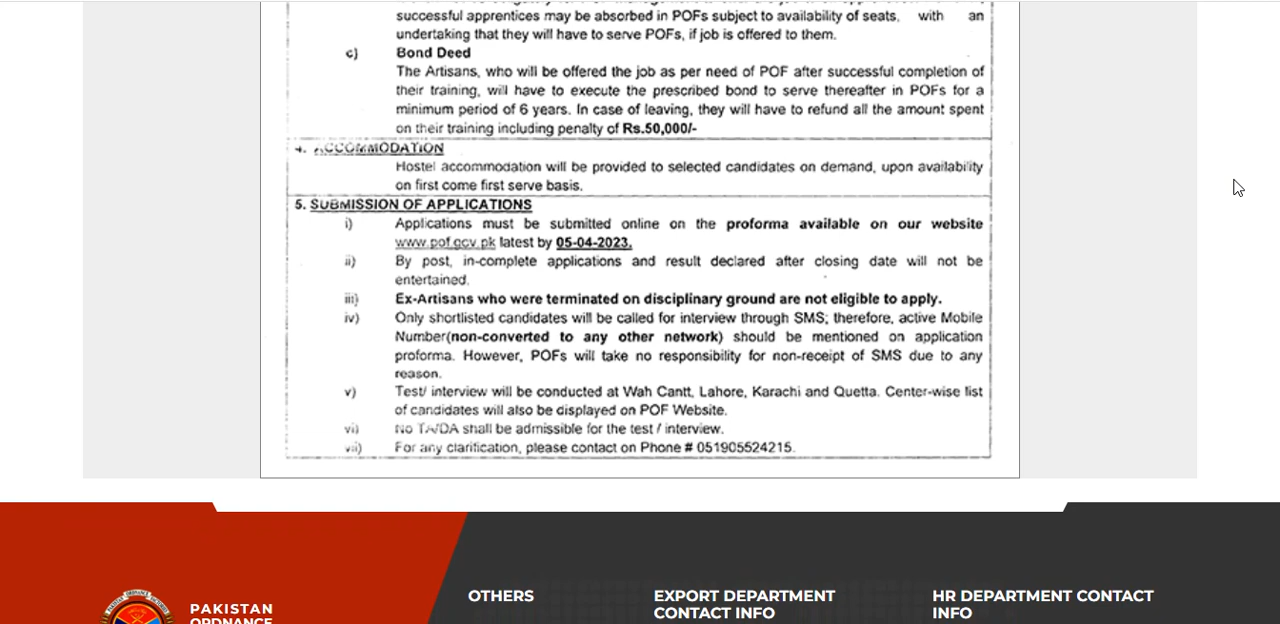 successful apprentices may be absorbed in POFs subject to availability of seats, with an
undertaking that they will have to serve POFs, if job is offered to them.
c) Bond Deed
The Artisans, who will be offered the job as per need of POF after successful completion of
their training, will have to execute the prescribed bond to serve thereafter in POFs for a
minimum period of 6 years. In case of leaving, they will have to refund all the amount spent
on their training including penalty of Rs.50,000/-
4. ACCOMMODATION
Hostel accommodation will be provided to selected candidates on demand, upon availability
on first come first serve basis.
5. SUBMISSION OF APPLICATIONS
i) Applications must be submitted online on the proforma available on our website
www.pof.gov.pk latest by 05-04-2023.
ii) By post, in-complete applications and result declared after closing date will not be
entertained.
iii) Ex-Artisans who were terminated on disciplinary ground are not eligible to apply.
iv) Only shortlisted candidates will be called for interview through SMS; therefore, active Mobile
Number(non-converted to any other network) should be mentioned on application
proforma. However, POFs will take no responsibility for non-receipt of SMS due to any
reason.
v) Test/ interview will be conducted at Wah Cantt, Lahore, Karachi and Quetta. Center-wise list
of candidates will also be displayed on POF Website.
vi) No TA/DA shall be admissible for the test / interview.
vii) For any clarification, please contact on Phone # 051905524215.
PAKISTAN
ORDNANCE
OTHERS
EXPORT DEPARTMENT
CONTACT INFO
HR DEPARTMENT CONTACT
INFO